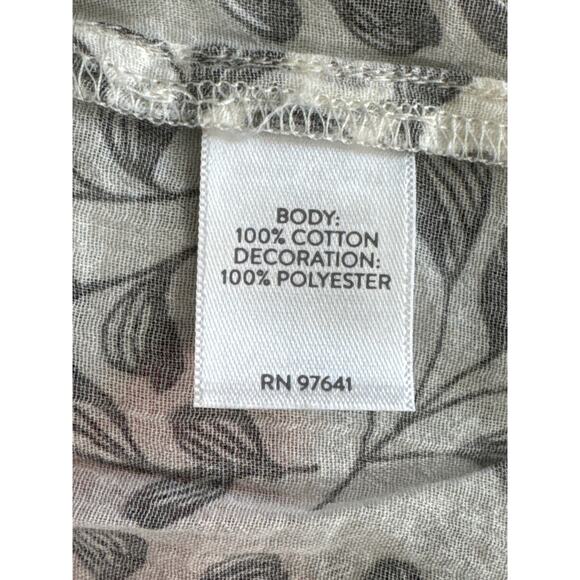 BODY:
100% COTTON
DECORATION:
100% POLYESTER
RN 97641